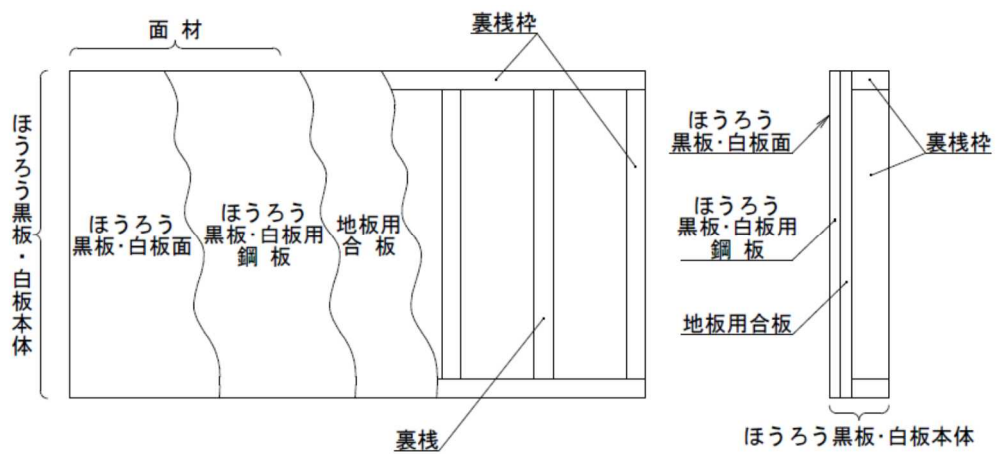 面 材
裏桟枠
ほうろう黒板・白板本体
ほうろう
黒板・白板面
ほうろう
黒板・白板用
鋼 板
地板用
合 板
裏桟
ほうろう
黒板・白板面
裏桟枠
ほうろう
黒板・白板用
鋼 板
地板用合板
ほうろう黒板・白板本体